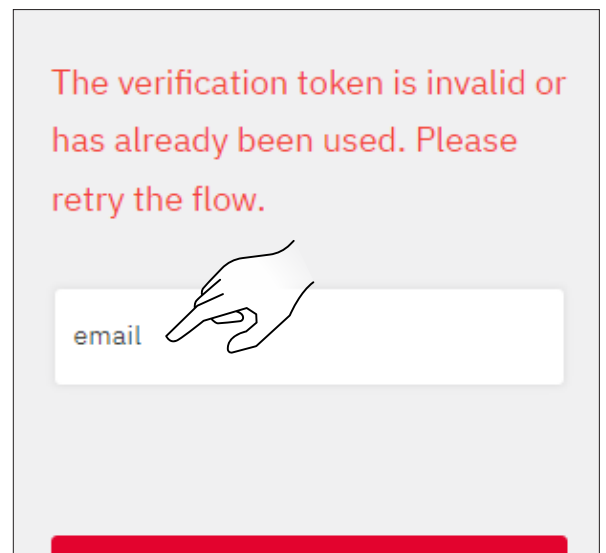 The verification token is invalid or
has already been used. Please
retry the flow.
email